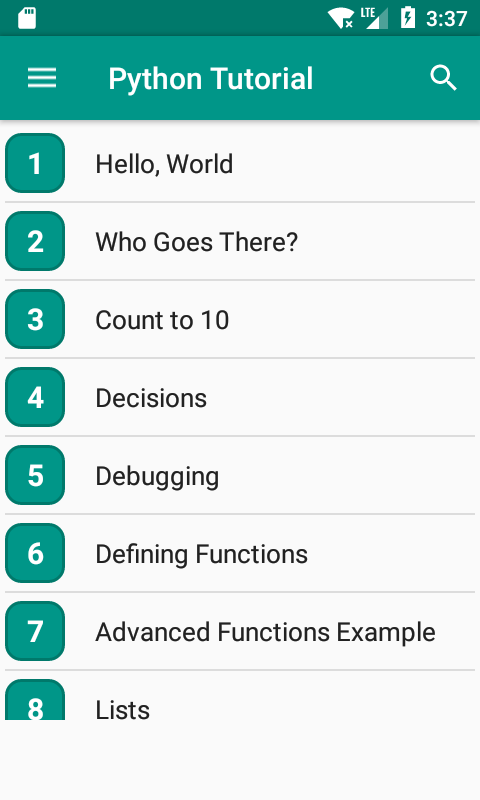 LTE 3:37
Python Tutorial
1 Hello, World
2 Who Goes There?
3 Count to 10
4 Decisions
5 Debugging
6 Defining Functions
7 Advanced Functions Example
8 Lists